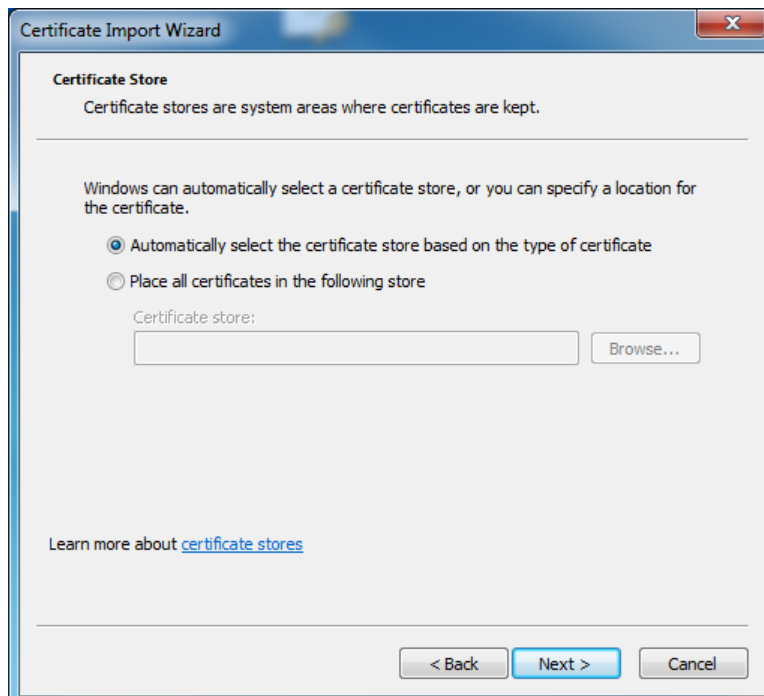 Certificate Import Wizard
Certificate Store
Certificate stores are system areas where certificates are kept.
Windows can automatically select a certificate store, or you can specify a location for
the certificate.
Automatically select the certificate store based on the type of certificate
Place all certificates in the following store
Certificate store:
Browse...
Learn more about certificate stores
< Back Next > Cancel